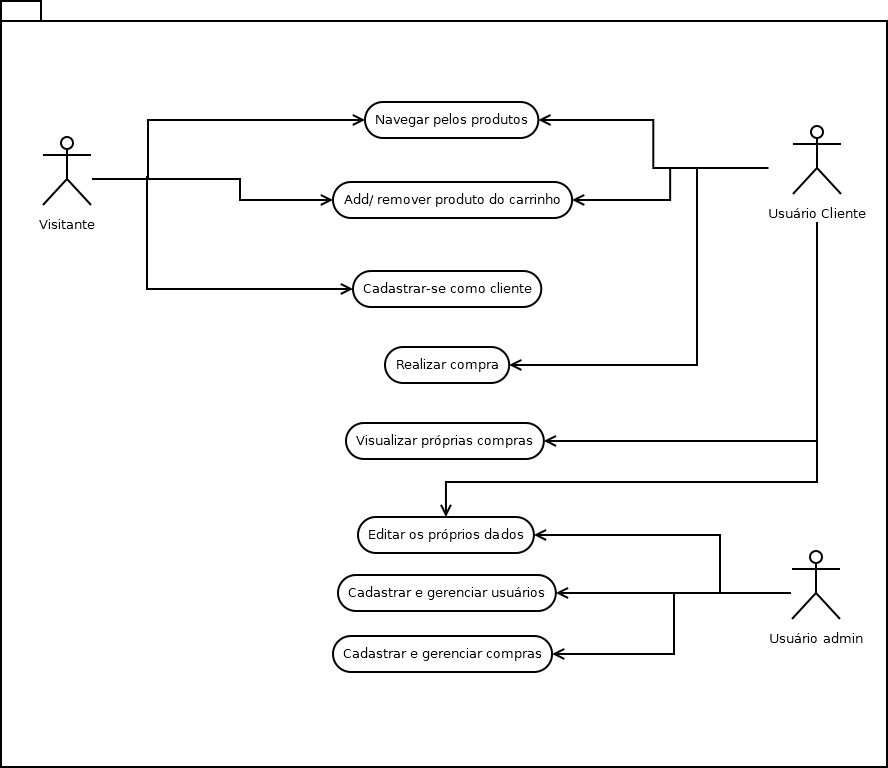 Navegar pelos produtos
Visitante
Add/ remover produto do carrinho
Usuário Cliente
Cadastrar-se como cliente
Realizar compra
Visualizar próprias compras
Editar os próprios dados
Cadastrar e gerenciar usuários
Usuário admin
Cadastrar e gerenciar compras